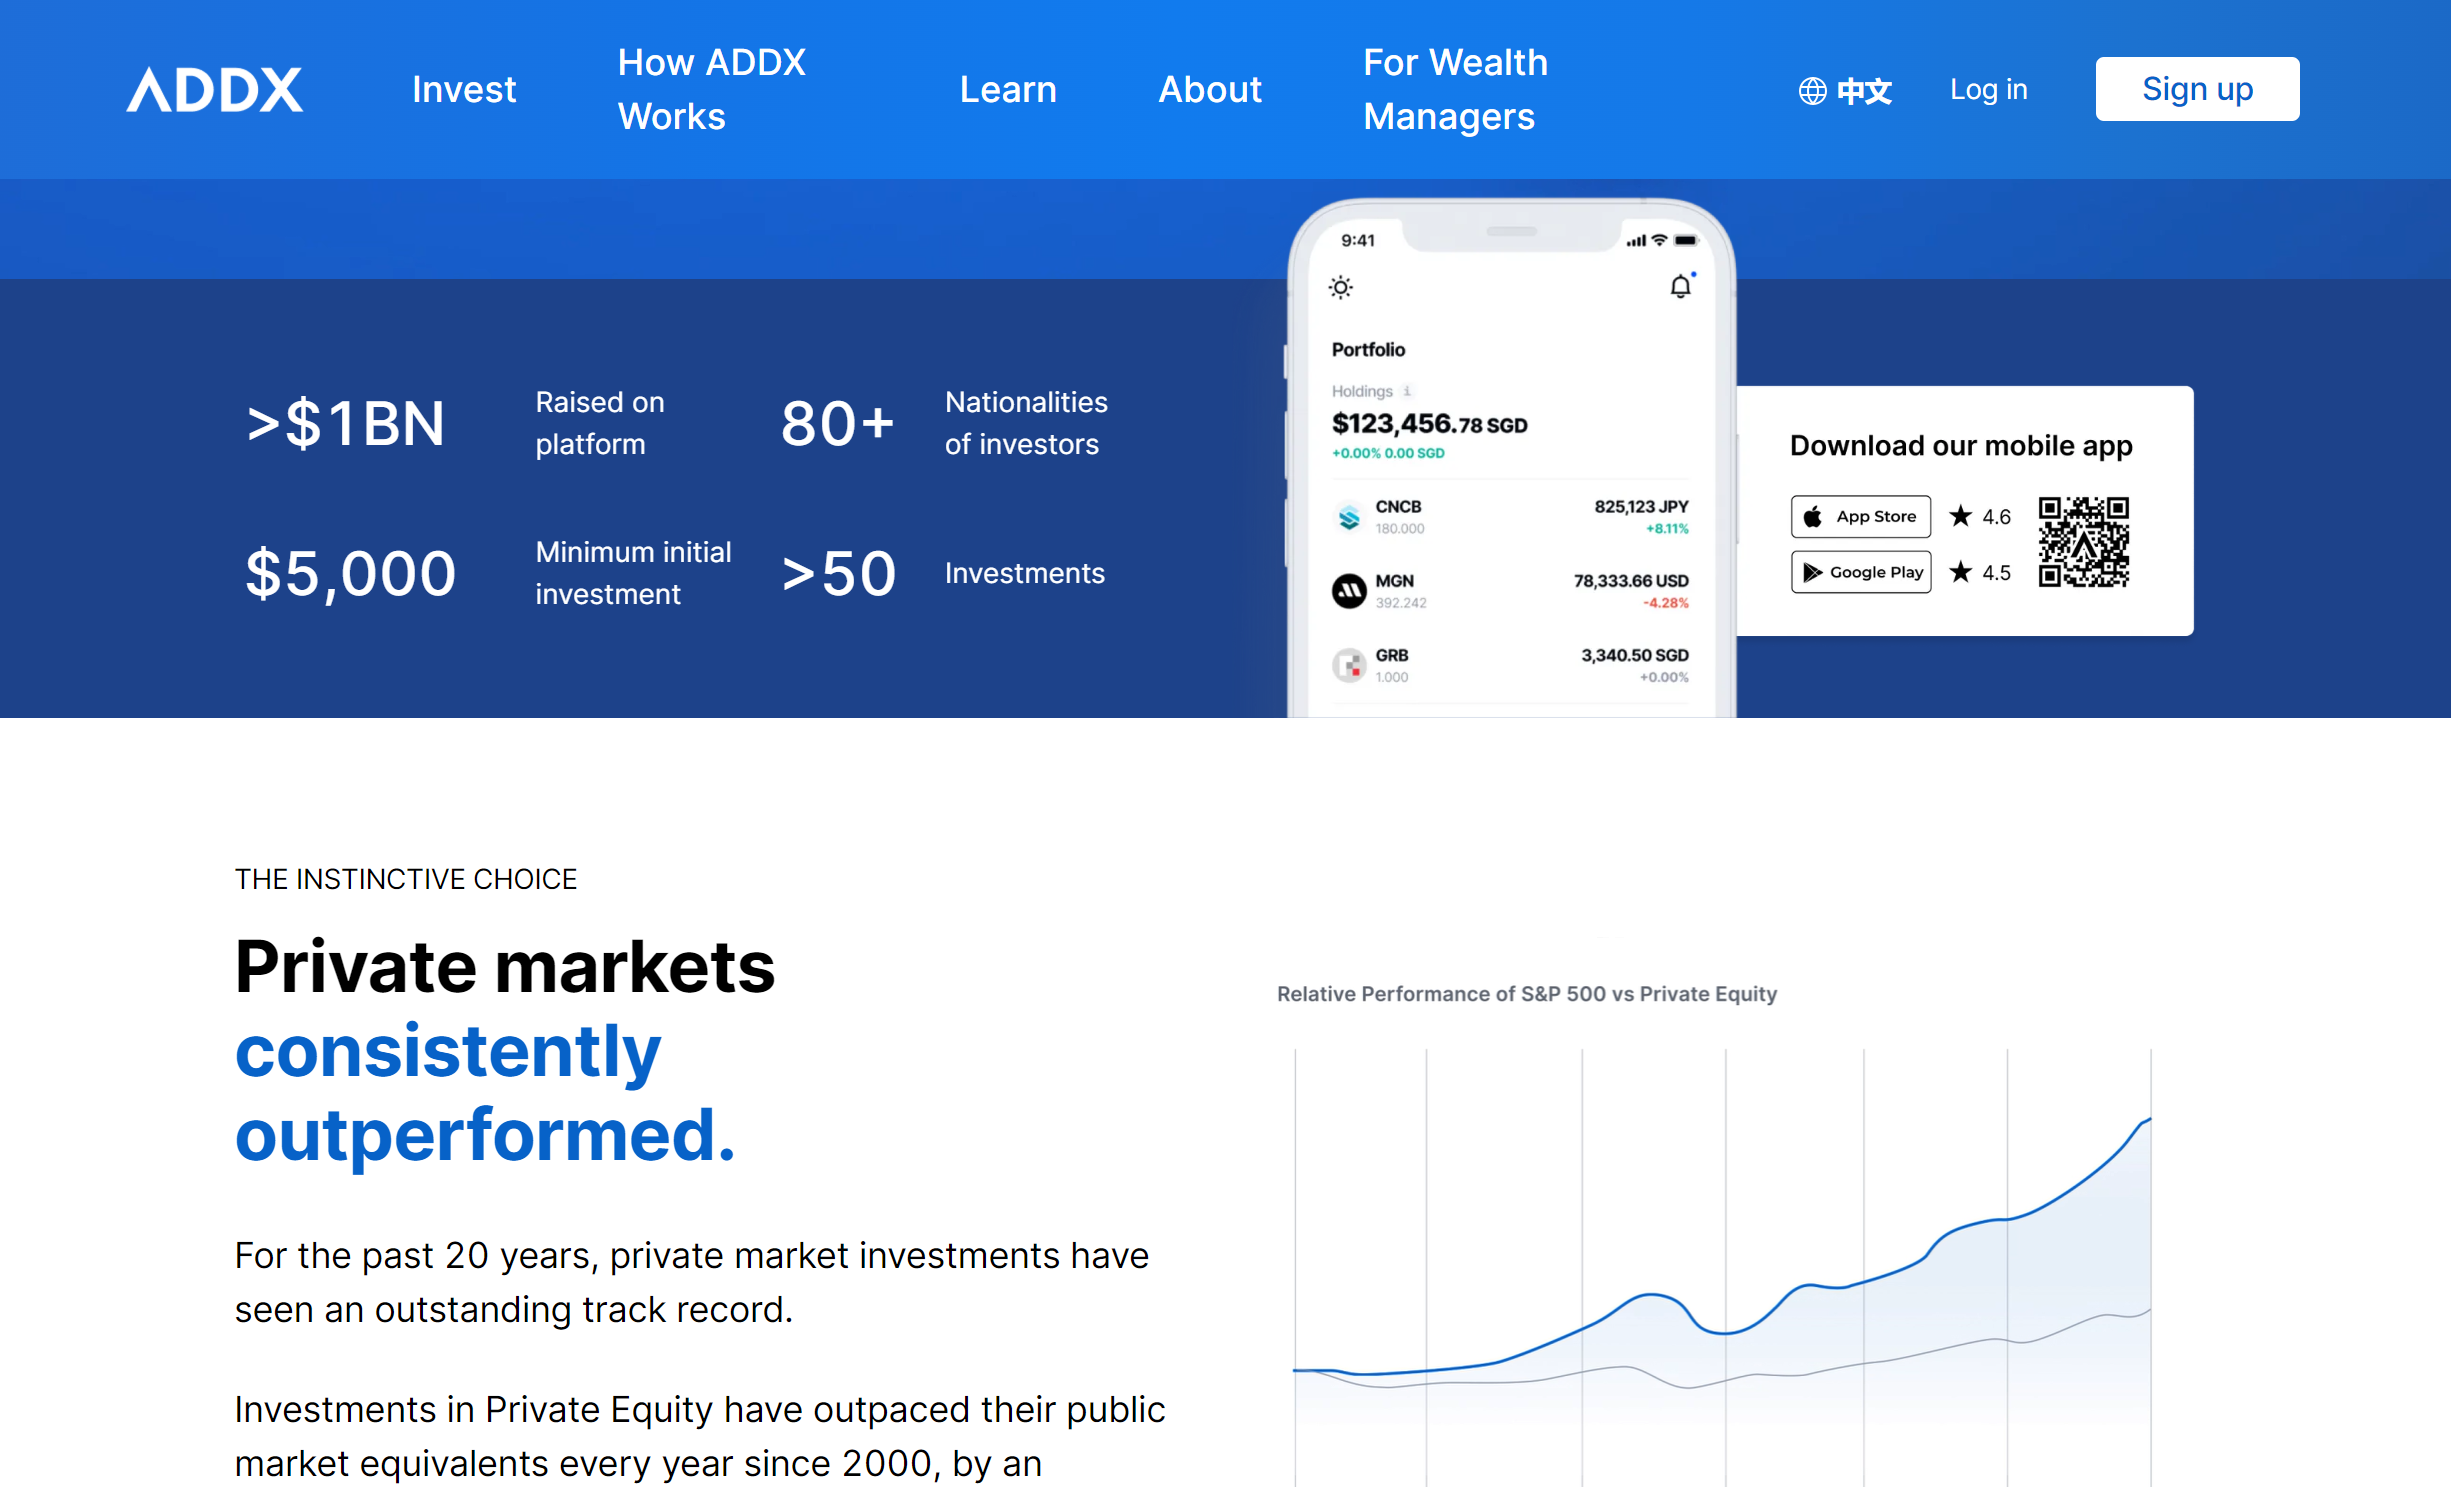 ADDX
Invest
How ADDX
Works
Learn
About
For Wealth
Managers
中文
Log in
Sign up
>$1BN
Raised on
platform
80+
Nationalities
of investors
$5,000
Minimum initial
investment
>50
Investments
9:41
Portfolio
Holdings i
$123,456.78 SGD
+0.00% 0.00 SGD
CNCB
825,123 JPY
180.000
+8.11%
MGN
78,333.66 USD
392.242
-4.28%
GRB
3,340.50 SGD
1.000
+0.00%
Download our mobile app
App Store
★ 4.6
Google Play
★ 4.5
THE INSTINCTIVE CHOICE
Private markets
consistently
outperformed.
For the past 20 years, private market investments have
seen an outstanding track record.
Investments in Private Equity have outpaced their public
market equivalents every year since 2000, by an
Relative Performance of S&P 500 vs Private Equity